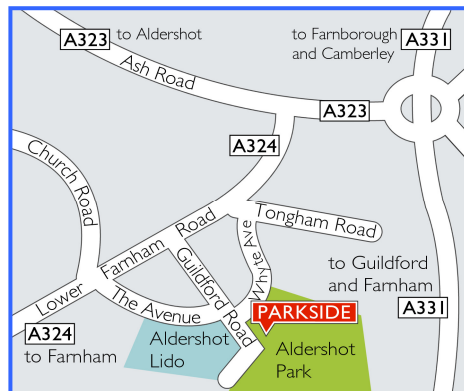 A323
to Aldershot
to Farnborough
and Camberley
A331
Ash Road
A323
A324
Church Road
Lower Farnham Road
Tongham Road
Whyte Ave
Guildford Road
to Guildford
and Farnham
The Avenue
A331
PARKSIDE
A324
to Farnham
Aldershot
Lido
Aldershot
Park